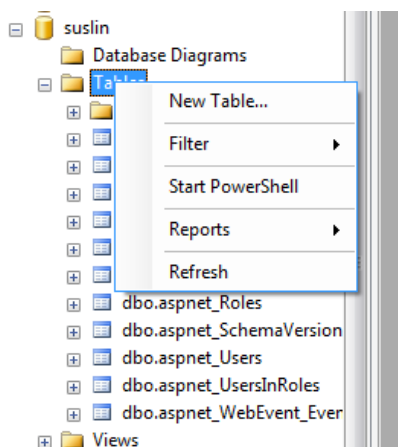 suslin
Database Diagrams
Tables
New Table...
Filter
Start PowerShell
Reports
Refresh
dbo.aspnet_Roles
dbo.aspnet_SchemaVersion
dbo.aspnet_Users
dbo.aspnet_UsersInRoles
dbo.aspnet_WebEvent_Ever
Views